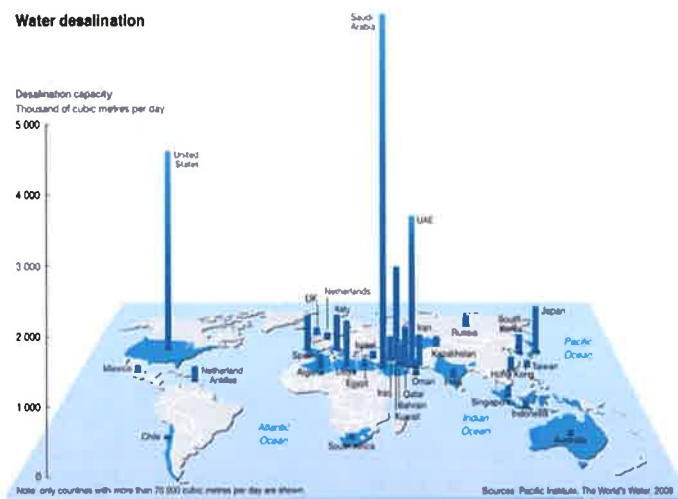 Water desalination
Saudi
Arabia
Desalination capacity
Thousand of cubic metres per day
5 000
United
States
4 000
UAE
3 000
Netherlands
UK
Italy
Japan
South
Korea
Iran
Russia
Pacific
Ocean
2 000
Spain
Israel
Kazakhstan
Taiwan
Mexico
Netherland
Antilles
Algeria
Libya
Egypt
Oman
India
Hong Kong
Iraq
Qatar
Bahrain
Kuwait
Singapore
Indonesia
1 000
Atlantic
Ocean
Indian
Ocean
Chile
South Africa
Australia
0
Note: only countries with more than 70 000 cubic metres per day are shown
Sources: Pacific Institute, The World's Water, 2009